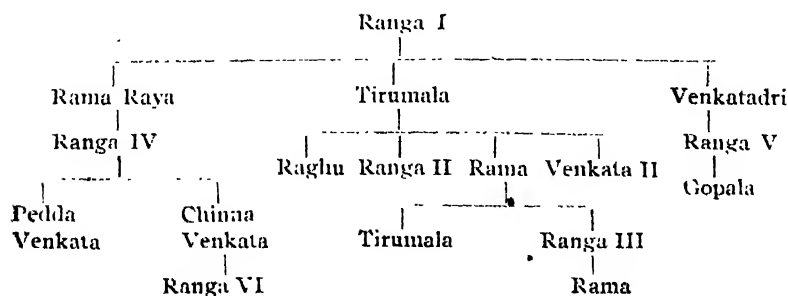 Ranga I
Rama Raya Tirumala Venkatadri
Ranga IV Ranga V
Raghu Ranga II Rama Venkata II
Gopala
Pedda Chinna
Venkata Venkata Tirumala Ranga III
Ranga VI Rama